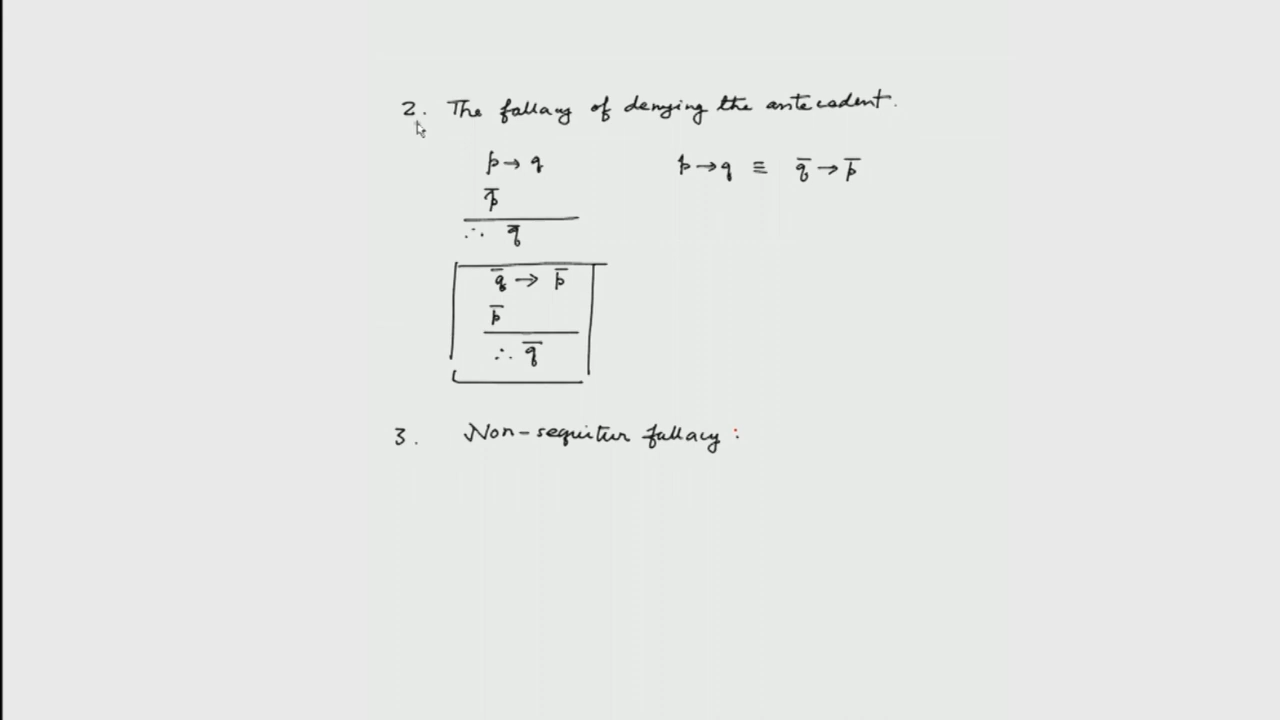 2. The fallacy of denying the antecedent.
p → q
p̅
∴ q̅
p → q ≡ q̅ → p̅
q̅ → p̅
p̅
∴ q̅
3. Non-sequitur fallacy :